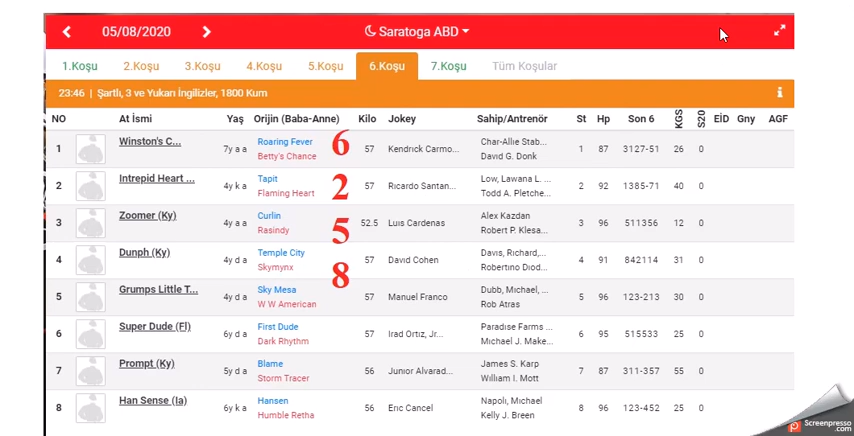 05/08/2020 Saratoga ABD
1.Koşu 2.Koşu 3.Koşu 4.Koşu 5.Koşu 6.Koşu 7.Koşu Tüm Koşular
23:46 | Şartlı, 3 ve Yukarı İngilizler, 1800 Kum i
NO At İsmi Yaş Orijin (Baba-Anne) Kilo Jokey Sahip/Antrenör St Hp Son 6 KGS S20 EİD Gny AGF
1 Winston's C... 7y a a Roaring Fever Betty's Chance 6 57 Kendrick Carmo... Char-Allie Stab... David G. Donk 1 87 3127-51 26 0
2 Intrepid Heart ... 4y k a Tapit Flaming Heart 2 57 Ricardo Santan... Low, Lawana L. ... Todd A. Pletche... 2 92 1385-71 40 0
3 Zoomer (Ky) 4y a a Curlin Rasindy 5 52.5 Luis Cardenas Alex Kazdan Robert P. Klesa... 3 96 511356 12 0
4 Dunph (Ky) 4y d a Temple City Skymynx 8 57 David Cohen Davis, Richard,... Robertino Diod... 4 91 842114 31 0
5 Grumps Little T... 4y d a Sky Mesa W W American 57 Manuel Franco Dubb, Michael, ... Rob Atras 5 96 123-213 30 0
6 Super Dude (Fl) 6y d a First Dude Dark Rhythm 57 Irad Ortiz, Jr... Paradise Farms ... Michael J. Make... 6 95 515533 25 0
7 Prompt (Ky) 5y d a Blame Storm Tracer 56 Junior Alvarad... James S. Karp William I. Mott 7 87 311-357 55 0
8 Han Sense (Ia) 6y k a Hansen Humble Retha 56 Eric Cancel Napoli, Michael Kelly J. Breen 8 96 123-452 25 0
Screenpresso
.com